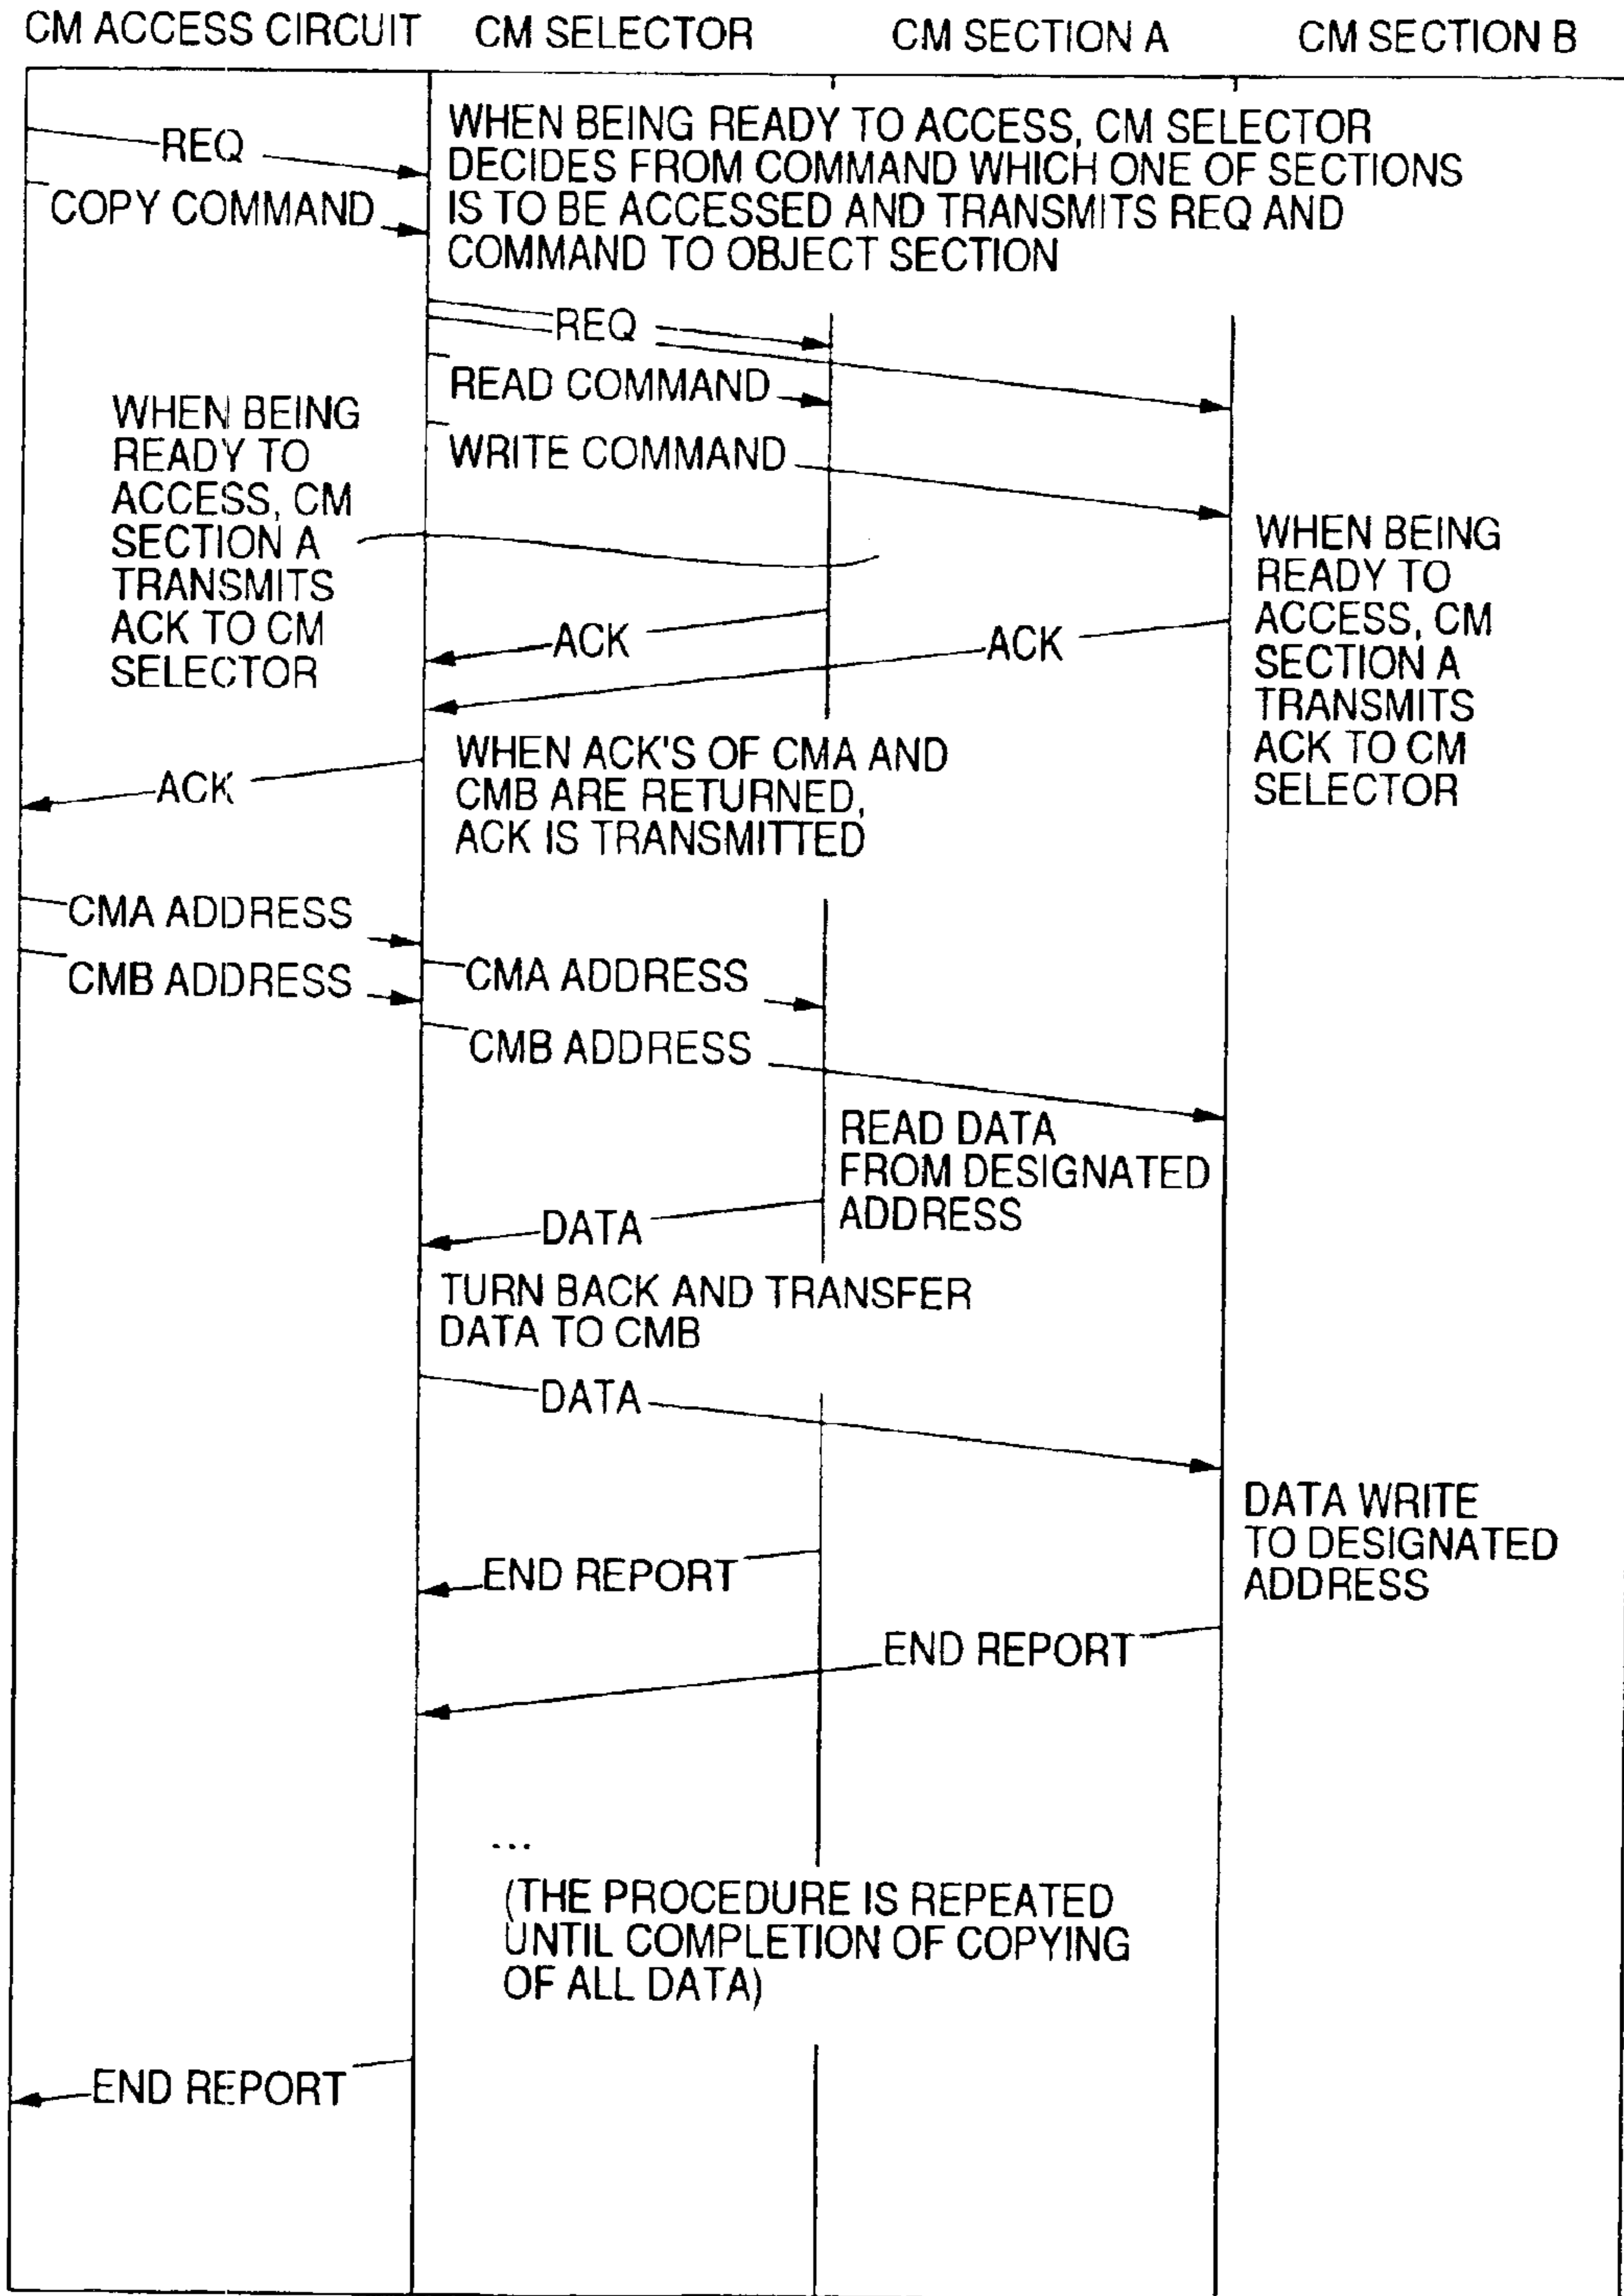 CM ACCESS CIRCUIT CM SELECTOR CM SECTION A CM SECTION B
REQ
COPY COMMAND
WHEN BEING READY TO ACCESS, CM SELECTOR
DECIDES FROM COMMAND WHICH ONE OF SECTIONS
IS TO BE ACCESSED AND TRANSMITS REQ AND
COMMAND TO OBJECT SECTION
REQ
READ COMMAND
WRITE COMMAND
WHEN BEING
READY TO
ACCESS, CM
SECTION A
TRANSMITS
ACK TO CM
SELECTOR
WHEN BEING
READY TO
ACCESS, CM
SECTION A
TRANSMITS
ACK TO CM
SELECTOR
ACK
ACK
WHEN ACK'S OF CMA AND
CMB ARE RETURNED,
ACK IS TRANSMITTED
ACK
CMA ADDRESS
CMB ADDRESS
CMA ADDRESS
CMB ADDRESS
READ DATA
FROM DESIGNATED
ADDRESS
DATA
TURN BACK AND TRANSFER
DATA TO CMB
DATA
DATA WRITE
TO DESIGNATED
ADDRESS
END REPORT
END REPORT
...
(THE PROCEDURE IS REPEATED
UNTIL COMPLETION OF COPYING
OF ALL DATA)
END REPORT